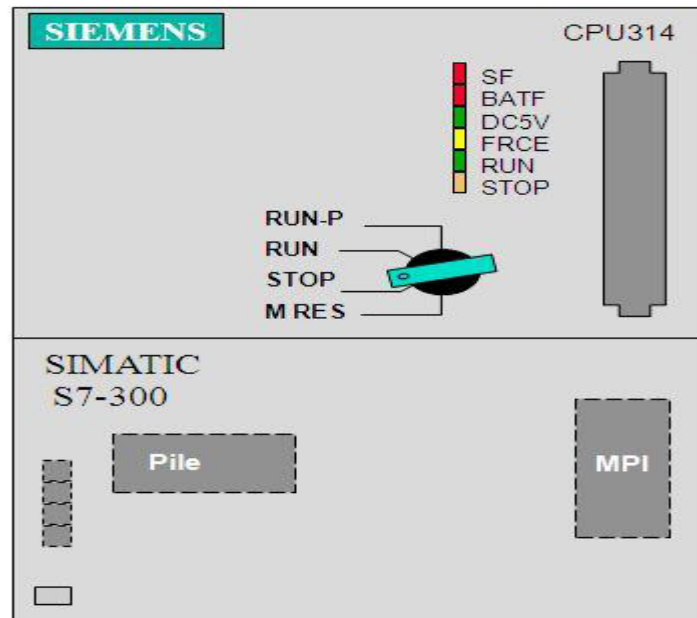 SIEMENS
CPU314
SF
BATF
DC5V
FRCE
RUN
STOP
RUN-P
RUN
STOP
M RES
SIMATIC
S7-300
Pile
MPI